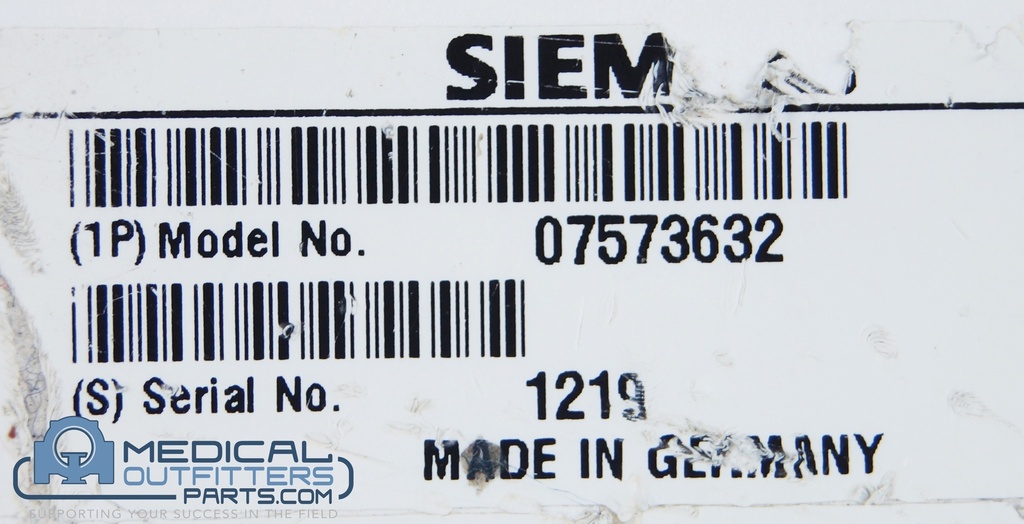 SIEM
(1P) Model No. 07573632
(S) Serial No. 1219
MADE IN GERMANY
MEDICAL
OUTFITTERS
PARTS.COM
SUPPORTING YOUR SUCCESS IN THE FIELD